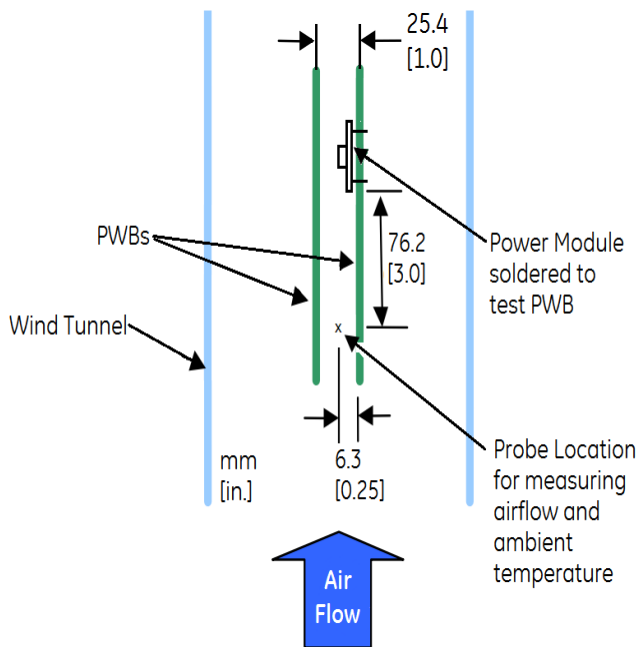 25.4
[1.0]
PWBs
76.2
[3.0]
Power Module
soldered to
test PWB
Wind Tunnel
x
mm
[in.]
6.3
[0.25]
Probe Location
for measuring
airflow and
ambient
temperature
Air
Flow